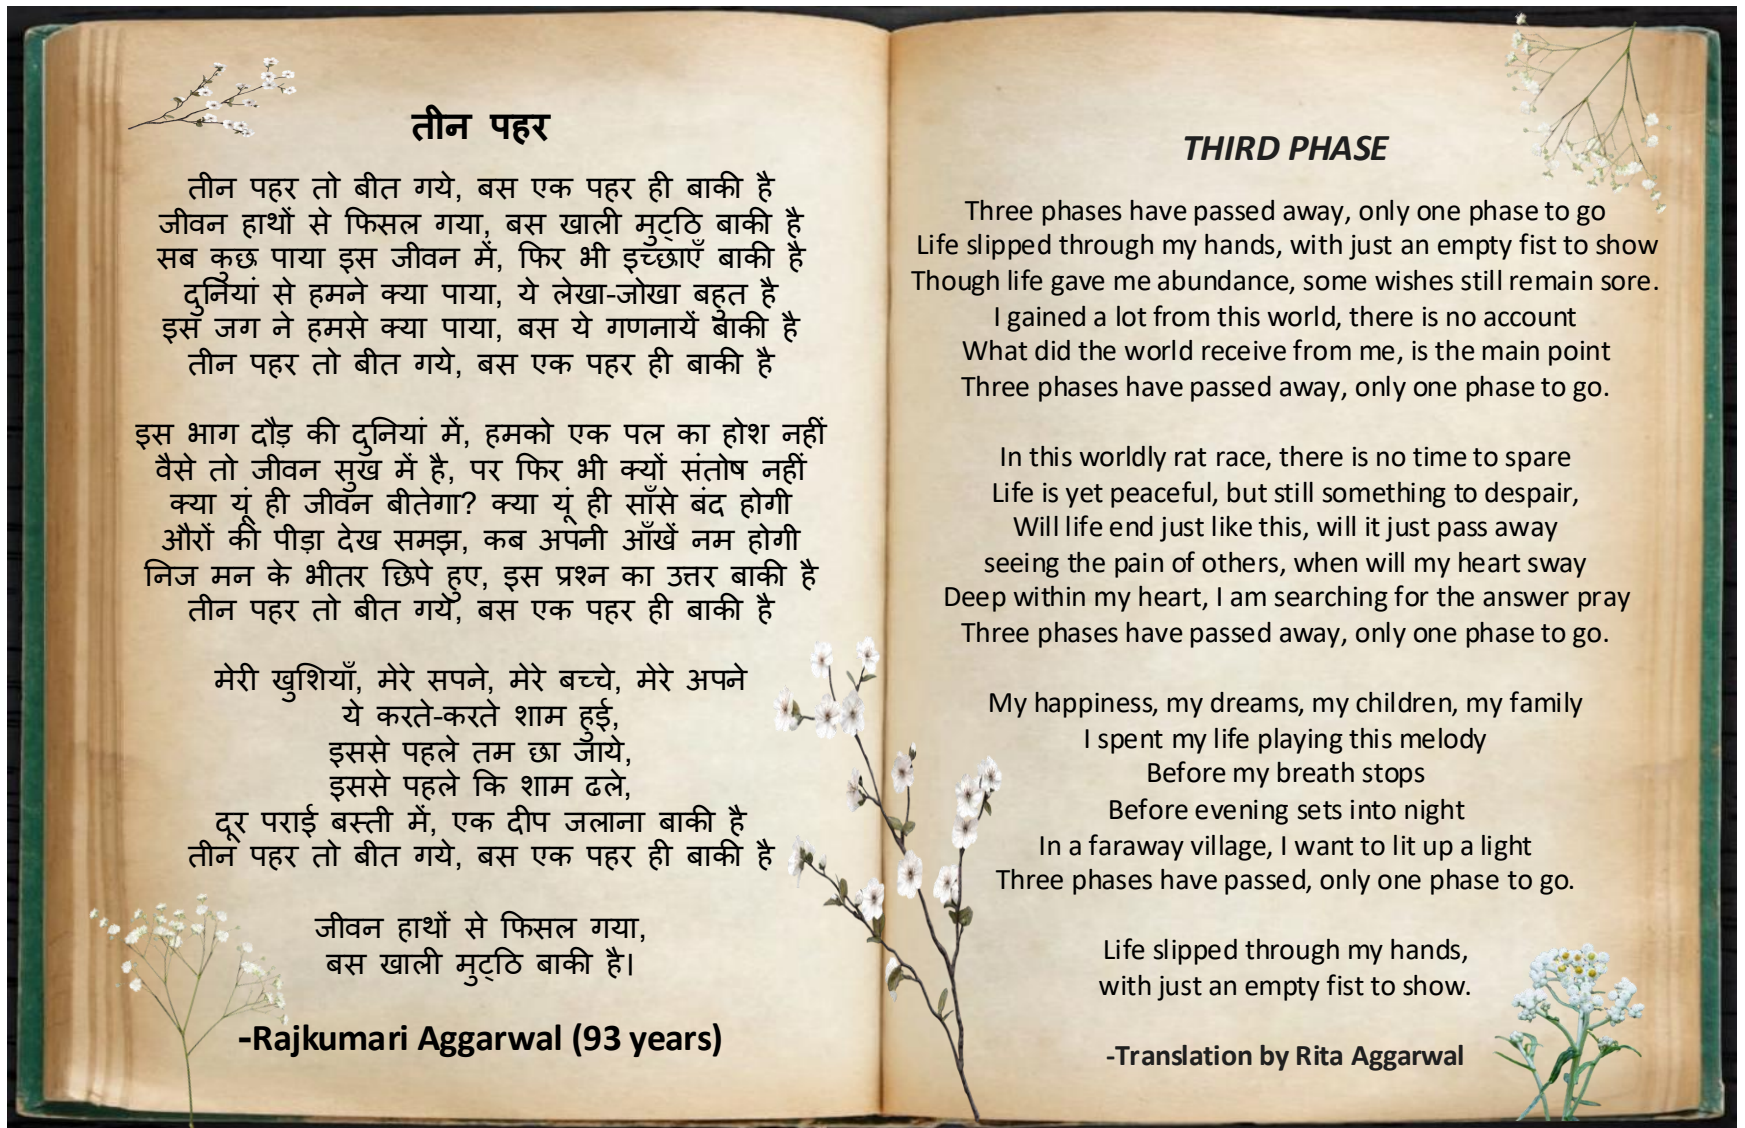 तीन पहर
तीन पहर तो बीत गये, बस एक पहर ही बाकी है
जीवन हाथों से फिसल गया, बस खाली मुट्ठि बाकी है
सब कुछ पाया इस जीवन में, फिर भी इच्छाएँ बाकी है
दुनियां से हमने क्या पाया, ये लेखा-जोखा बहुत है
इस जग ने हमसे क्या पाया, बस ये गणनायें बाकी है
तीन पहर तो बीत गये, बस एक पहर ही बाकी है
इस भाग दौड़ की दुनियां में, हमको एक पल का होश नहीं
वैसे तो जीवन सुख में है, पर फिर भी क्यों संतोष नहीं
क्या यूं ही जीवन बीतेगा? क्या यूं ही साँसे बंद होगी
औरों की पीड़ा देख समझ, कब अपनी आँखें नम होगी
निज मन के भीतर छिपे हुए, इस प्रश्न का उत्तर बाकी है
तीन पहर तो बीत गये, बस एक पहर ही बाकी है
मेरी खुशियाँ, मेरे सपने, मेरे बच्चे, मेरे अपने
ये करते-करते शाम हुई,
इससे पहले तम छा जाये,
इससे पहले कि शाम ढले,
दूर पराई बस्ती में, एक दीप जलाना बाकी है
तीन पहर तो बीत गये, बस एक पहर ही बाकी है
जीवन हाथों से फिसल गया,
बस खाली मुट्ठि बाकी है।
-Rajkumari Aggarwal (93 years)
THIRD PHASE
Three phases have passed away, only one phase to go
Life slipped through my hands, with just an empty fist to show
Though life gave me abundance, some wishes still remain sore.
I gained a lot from this world, there is no account
What did the world receive from me, is the main point
Three phases have passed away, only one phase to go.
In this worldly rat race, there is no time to spare
Life is yet peaceful, but still something to despair,
Will life end just like this, will it just pass away
seeing the pain of others, when will my heart sway
Deep within my heart, I am searching for the answer pray
Three phases have passed away, only one phase to go.
My happiness, my dreams, my children, my family
I spent my life playing this melody
Before my breath stops
Before evening sets into night
In a faraway village, I want to lit up a light
Three phases have passed, only one phase to go.
Life slipped through my hands,
with just an empty fist to show.
-Translation by Rita Aggarwal